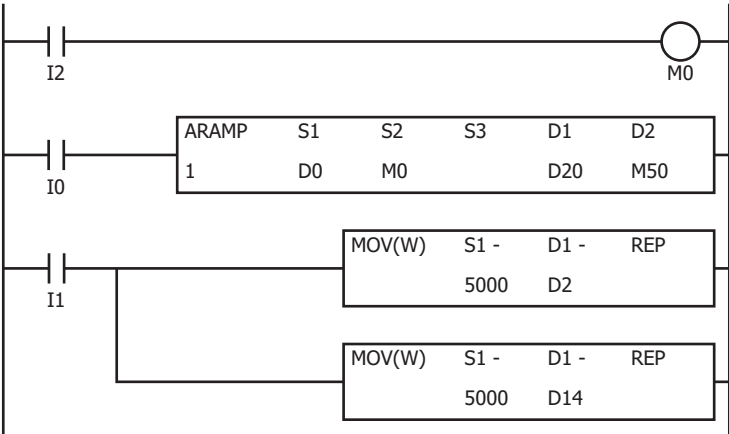 I2
M0
ARAMP S1 S2 S3 D1 D2
1 D0 M0 D20 M50
I0
MOV(W) S1 - D1 - REP
5000 D2
I1
MOV(W) S1 - D1 - REP
5000 D14